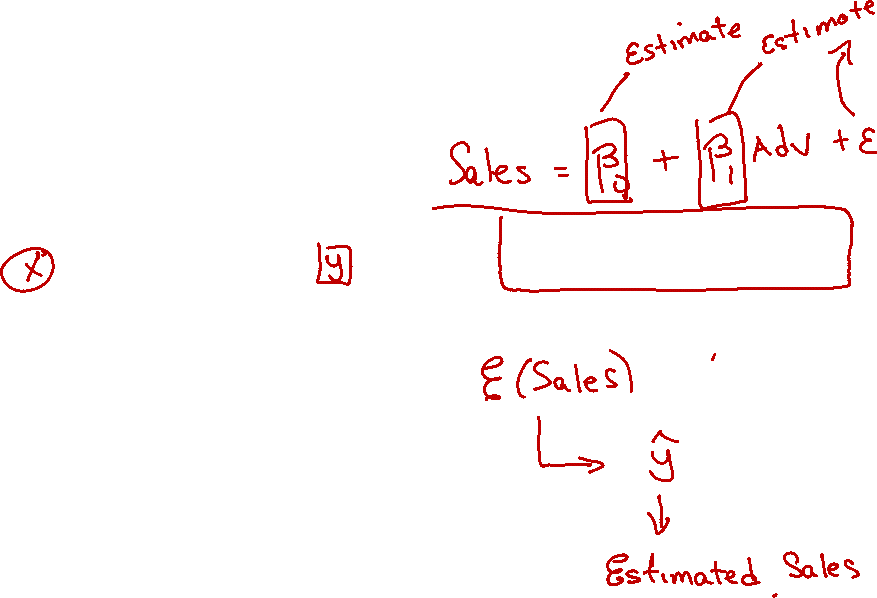 Estimate Estimate
Sales = β0 + β1 Adv + ε
x y
E(Sales)
ŷ
Estimated Sales